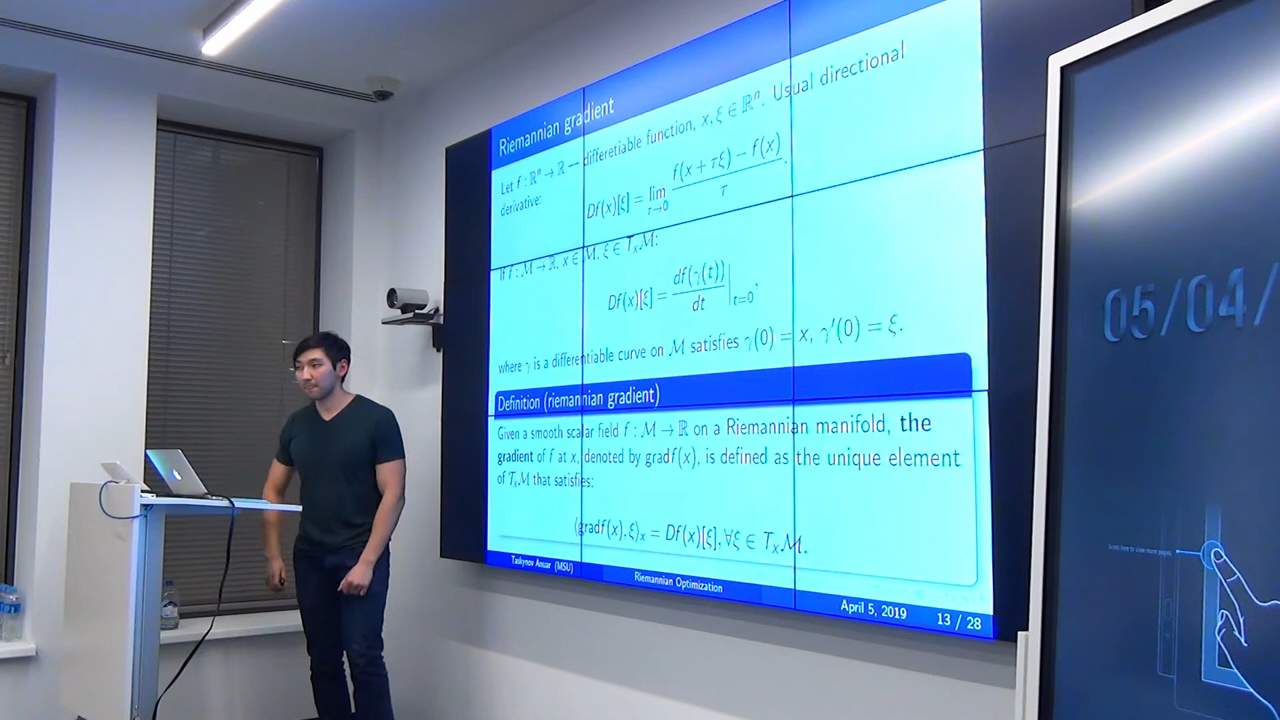 Riemannian gradient
Let f : ℝⁿ → ℝ — differetiable function, x, ξ ∈ ℝⁿ. Usual directional
derivative:
Df(x)[ξ] = lim τ→0 f(x + τξ) − f(x) / τ .
If f : M → ℝ, x ∈ M, ξ ∈ TₓM:
Df(x)[ξ] = df(γ(t)) / dt |t=0,
where γ is a differentiable curve on M satisfies γ(0) = x, γ′(0) = ξ.
Definition (riemannian gradient)
Given a smooth scalar field f : M → ℝ on a Riemannian manifold, the
gradient of f at x, denoted by gradf(x), is defined as the unique element
of TₓM that satisfies:
⟨gradf(x), ξ⟩ₓ = Df(x)[ξ], ∀ξ ∈ TₓM.
Taskynov Anuar (MSU)
Riemannian Optimization
April 5, 2019
13 / 28
05/04/